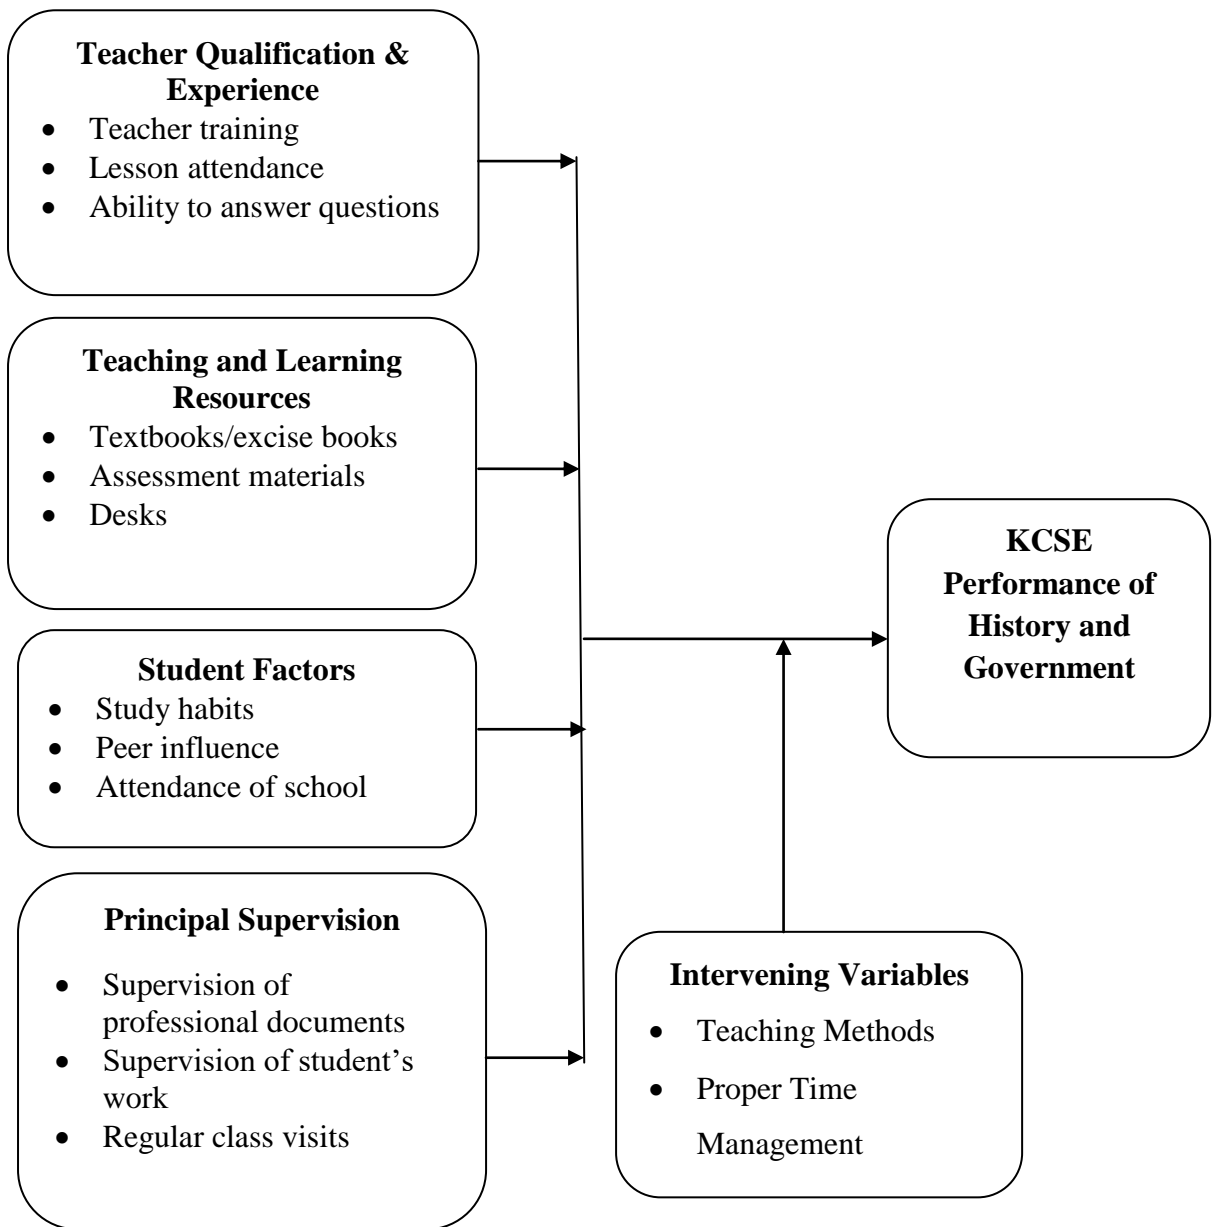 Teacher Qualification &
Experience
• Teacher training
• Lesson attendance
• Ability to answer questions
Teaching and Learning
Resources
• Textbooks/excise books
• Assessment materials
• Desks
Student Factors
• Study habits
• Peer influence
• Attendance of school
Principal Supervision
• Supervision of
professional documents
• Supervision of student’s
work
• Regular class visits
KCSE
Performance of
History and
Government
Intervening Variables
• Teaching Methods
• Proper Time
Management